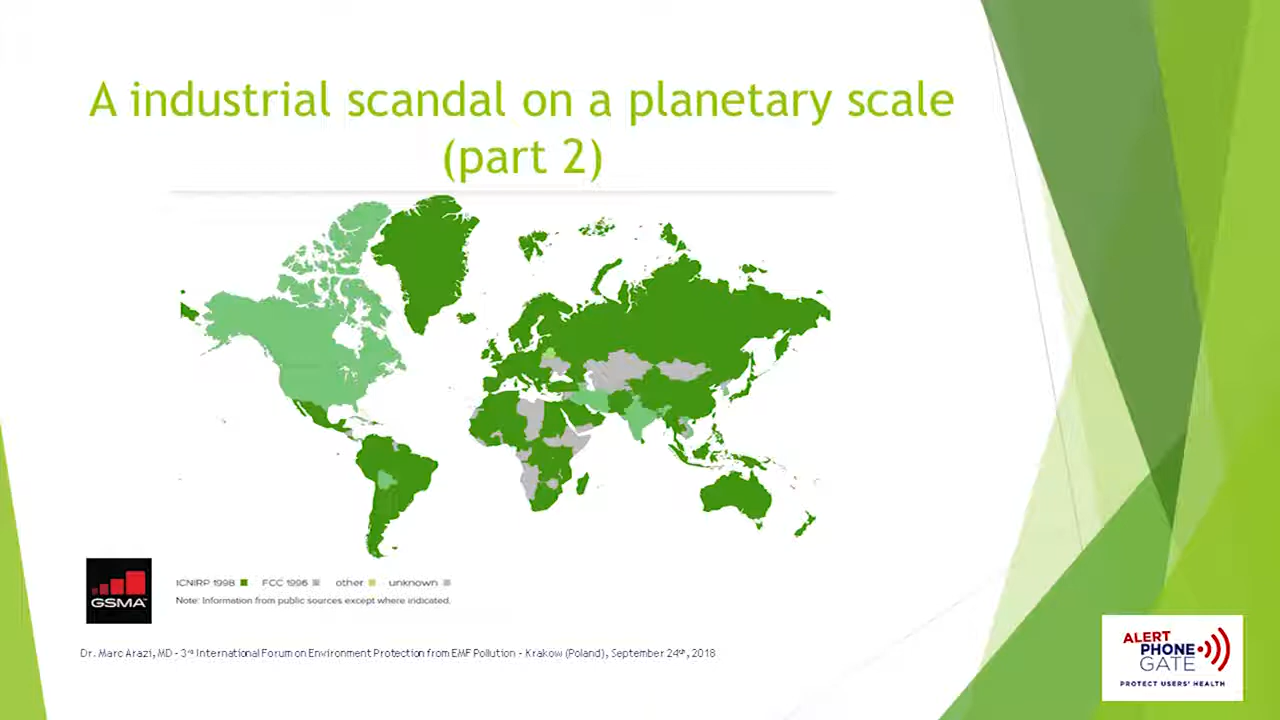 A industrial scandal on a planetary scale
(part 2)
ICNIRP 1998 FCC 1996 other unknown
Note: Information from public sources except where indicated.
GSMA™
Dr. Marc Arazi, MD - 3rd International Forum on Environment Protection from EMF Pollution - Krakow (Poland), September 24th, 2018
ALERT
PHONE
GATE
PROTECT USERS' HEALTH